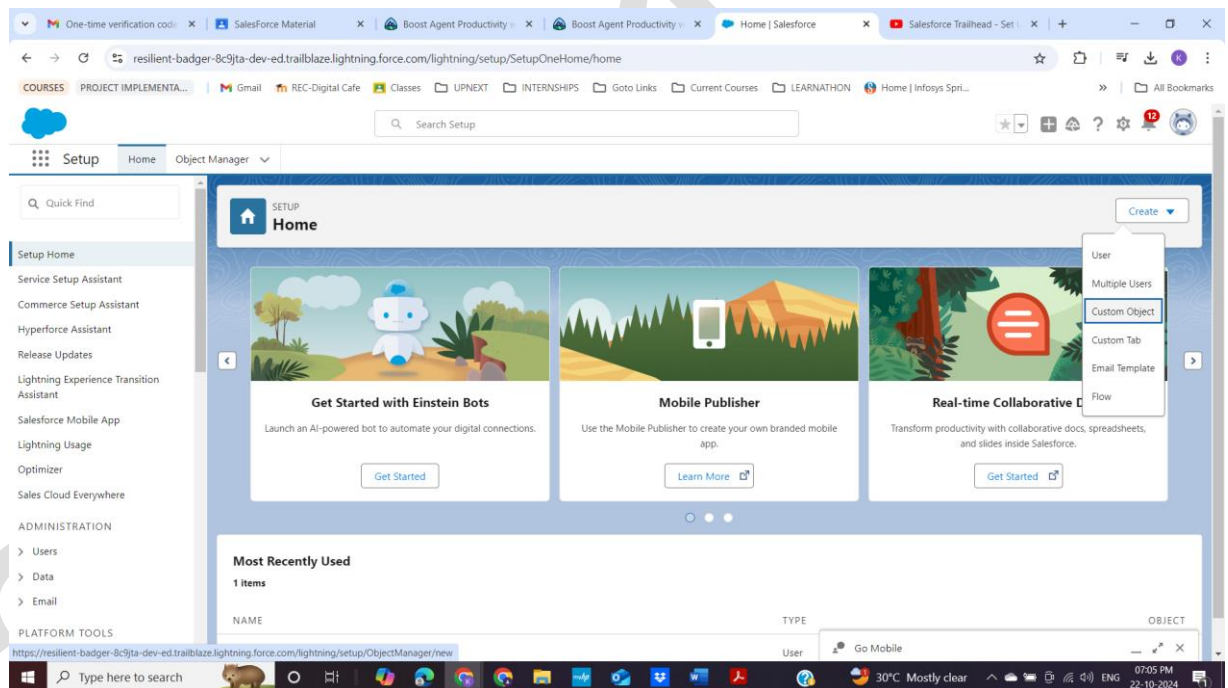 One-time verification code
SalesForce Material
Boost Agent Productivity w
Boost Agent Productivity w
Home | Salesforce
Salesforce Trailhead - Set
resilient-badger-8c9jta-dev-ed.trailblaze.lightning.force.com/lightning/setup/SetupOneHome/home
K
COURSES
PROJECT IMPLEMENTA...
Gmail
REC-Digital Cafe
Classes
UPNEXT
INTERNSHIPS
Goto Links
Current Courses
LEARNATHON
Home | Infosys Spri...
»
All Bookmarks
Search Setup
12
Setup
Home
Object Manager
Quick Find
SETUP
Home
Create
User
Multiple Users
Custom Object
Custom Tab
Email Template
Flow
Setup Home
Service Setup Assistant
Commerce Setup Assistant
Hyperforce Assistant
Release Updates
Lightning Experience Transition
Assistant
Salesforce Mobile App
Lightning Usage
Optimizer
Sales Cloud Everywhere
ADMINISTRATION
Users
Data
Email
PLATFORM TOOLS
Get Started with Einstein Bots
Launch an AI-powered bot to automate your digital connections.
Get Started
Mobile Publisher
Use the Mobile Publisher to create your own branded mobile
app.
Learn More
Real-time Collaborative D
Transform productivity with collaborative docs, spreadsheets,
and slides inside Salesforce.
Get Started
Most Recently Used
1 items
NAME
TYPE
OBJECT
User
Go Mobile
https://resilient-badger-8c9jta-dev-ed.trailblaze.lightning.force.com/lightning/setup/ObjectManager/new
Type here to search
30°C Mostly clear
ENG
07:05 PM
22-10-2024
1